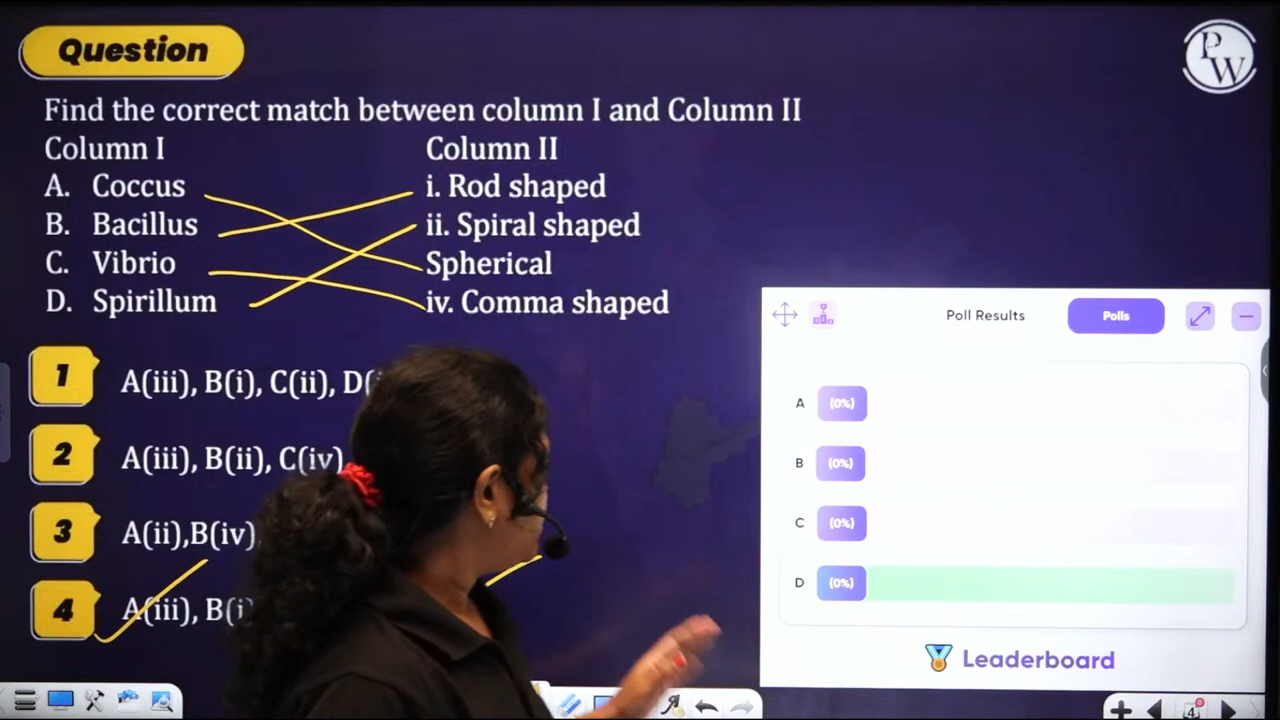 Question
PW
Find the correct match between column I and Column II
Column I Column II
A. Coccus i. Rod shaped
B. Bacillus ii. Spiral shaped
C. Vibrio Spherical
D. Spirillum iv. Comma shaped
1 A(iii), B(i), C(ii),
2 A(iii), B(ii), C(iv)
3 A(ii),B(iv)
4 A(iii), B(i)
Poll Results Polls
A (0%)
B (0%)
C (0%)
D (0%)
Leaderboard
4